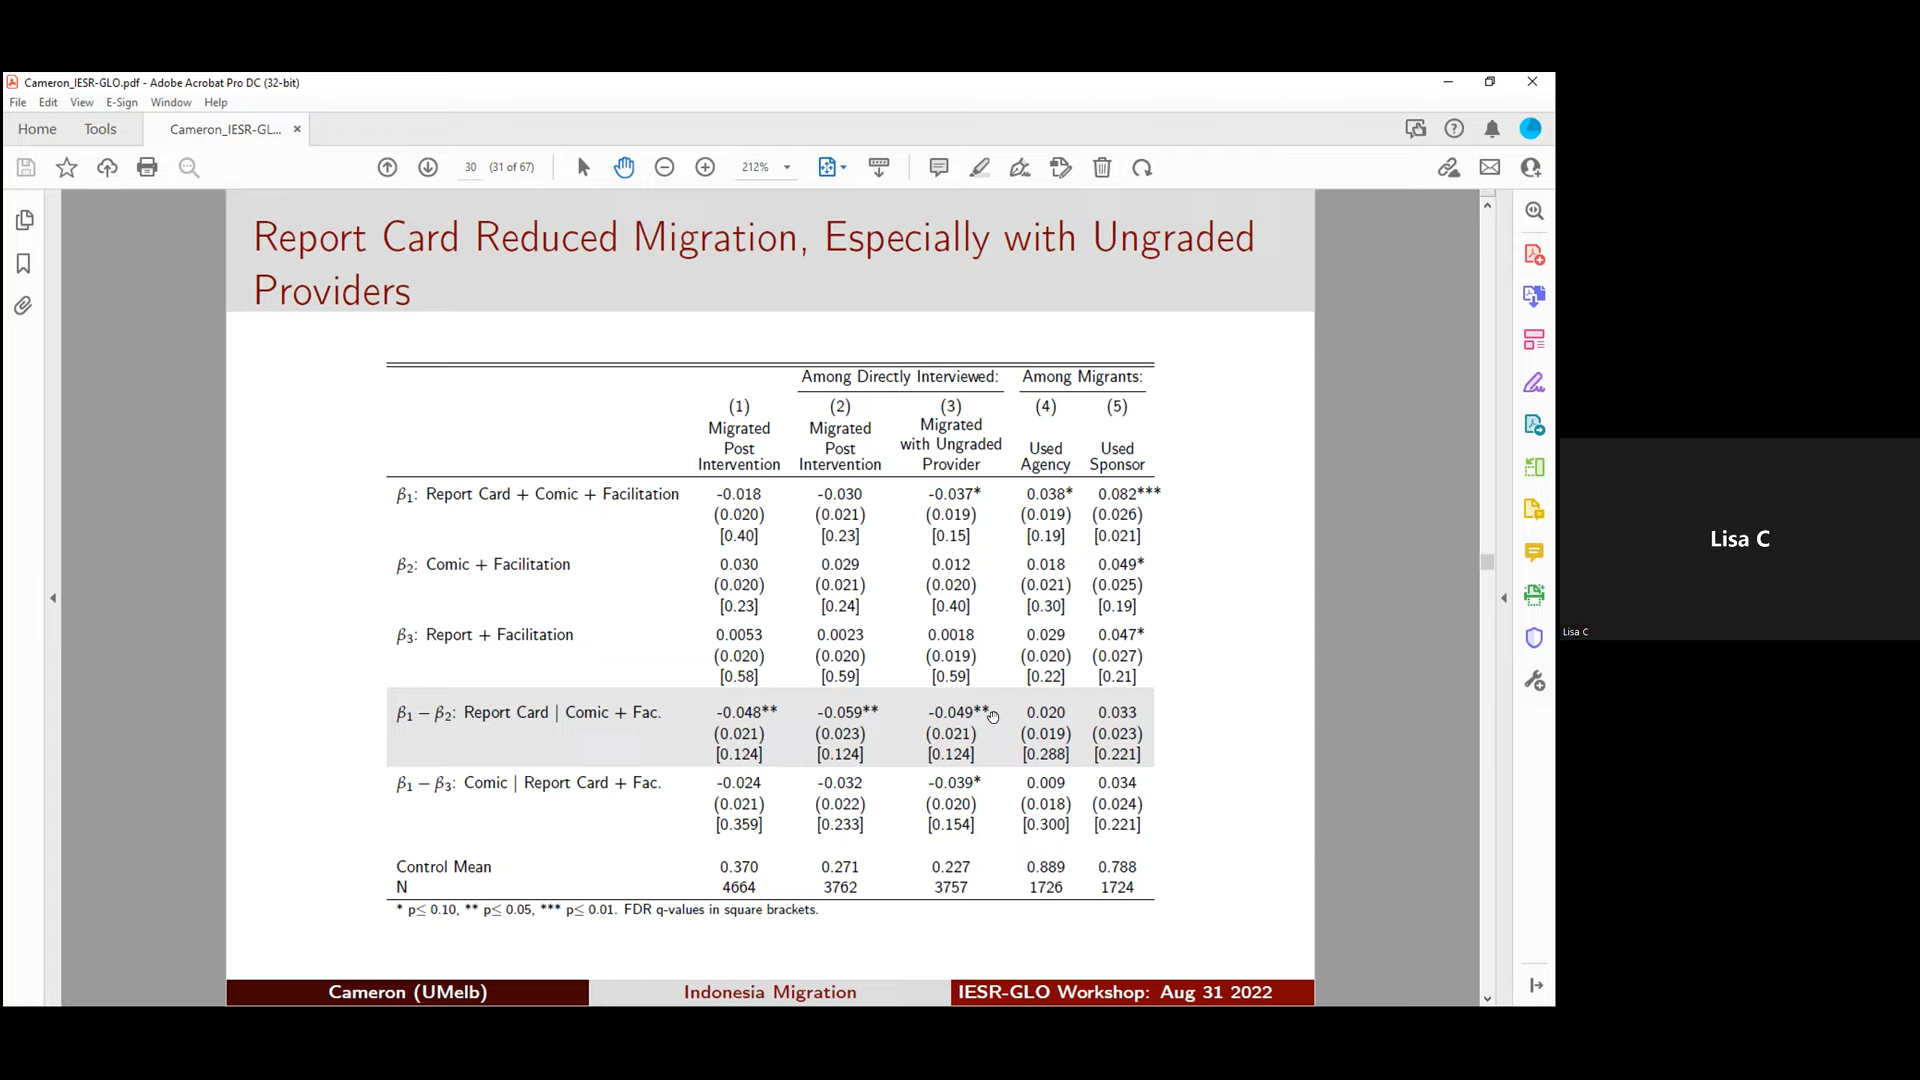 Cameron_IESR-GLO.pdf - Adobe Acrobat Pro DC (32-bit)
File Edit View E-Sign Window Help
Home Tools Cameron_IESR-GL... ×
30 (31 of 67) 212%
Report Card Reduced Migration, Especially with Ungraded
Providers
Among Directly Interviewed: Among Migrants:
(1) (2) (3) (4) (5)
Migrated Migrated Migrated
Post Post with Ungraded Used Used
Intervention Intervention Provider Agency Sponsor
β1: Report Card + Comic + Facilitation -0.018 -0.030 -0.037* 0.038* 0.082***
(0.020) (0.021) (0.019) (0.019) (0.026)
[0.40] [0.23] [0.15] [0.19] [0.021]
β2: Comic + Facilitation 0.030 0.029 0.012 0.018 0.049*
(0.020) (0.021) (0.020) (0.021) (0.025)
[0.23] [0.24] [0.40] [0.30] [0.19]
β3: Report + Facilitation 0.0053 0.0023 0.0018 0.029 0.047*
(0.020) (0.020) (0.019) (0.020) (0.027)
[0.58] [0.59] [0.59] [0.22] [0.21]
β1 − β2: Report Card | Comic + Fac. -0.048** -0.059** -0.049** 0.020 0.033
(0.021) (0.023) (0.021) (0.019) (0.023)
[0.124] [0.124] [0.124] [0.288] [0.221]
β1 − β3: Comic | Report Card + Fac. -0.024 -0.032 -0.039* 0.009 0.034
(0.021) (0.022) (0.020) (0.018) (0.024)
[0.359] [0.233] [0.154] [0.300] [0.221]
Control Mean 0.370 0.271 0.227 0.889 0.788
N 4664 3762 3757 1726 1724
* p≤ 0.10, ** p≤ 0.05, *** p≤ 0.01. FDR q-values in square brackets.
Cameron (UMelb) Indonesia Migration IESR-GLO Workshop: Aug 31 2022
Lisa C
Lisa C